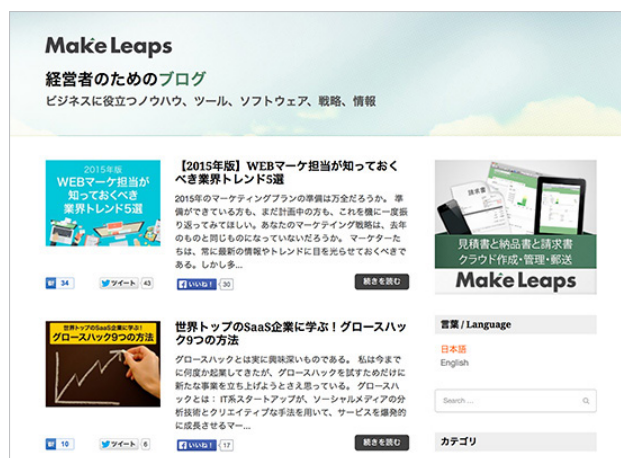 MakeLeaps
経営者のためのブログ
ビジネスに役立つノウハウ、ツール、ソフトウェア、戦略、情報
2015年版
WEBマーケ担当が
知っておくべき
業界トレンド5選
【2015年版】WEBマーケ担当が知っておく
べき業界トレンド5選
2015年のマーケティングプランの準備は万全だろうか。 準
備ができている方も、まだ計画中の方も、これを機に一度振
り返ってみてほしい。あなたのマーケテイング戦略は、去年
のものと同じものになっていないだろうか。 マーケターた
ちは、常に最新の情報やトレンドに目を光らせておくべきで
ある。しかし多...
34
ツイート 43
いいね！ 30
続きを読む
世界トップのSaaS企業に学ぶ！
グロースハック9つの方法
世界トップのSaaS企業に学ぶ！グロースハッ
ク9つの方法
グロースハックとは実に興味深いものである。 私は今まで
に何度か起業してきたが、グロースハックを試すためだけに
新たな事業を立ち上げようとさえ思っている。 グロースハ
ックとは： IT系スタートアップが、ソーシャルメディアの分
析技術とクリエイティブな手法を用いて、サービスを爆発的
に成長させるマー...
10
ツイート 6
いいね！ 17
続きを読む
請求書
見積書と納品書と請求書
クラウド作成・管理・郵送
MakeLeaps
言葉 / Language
日本語
English
Search ...
カテゴリ